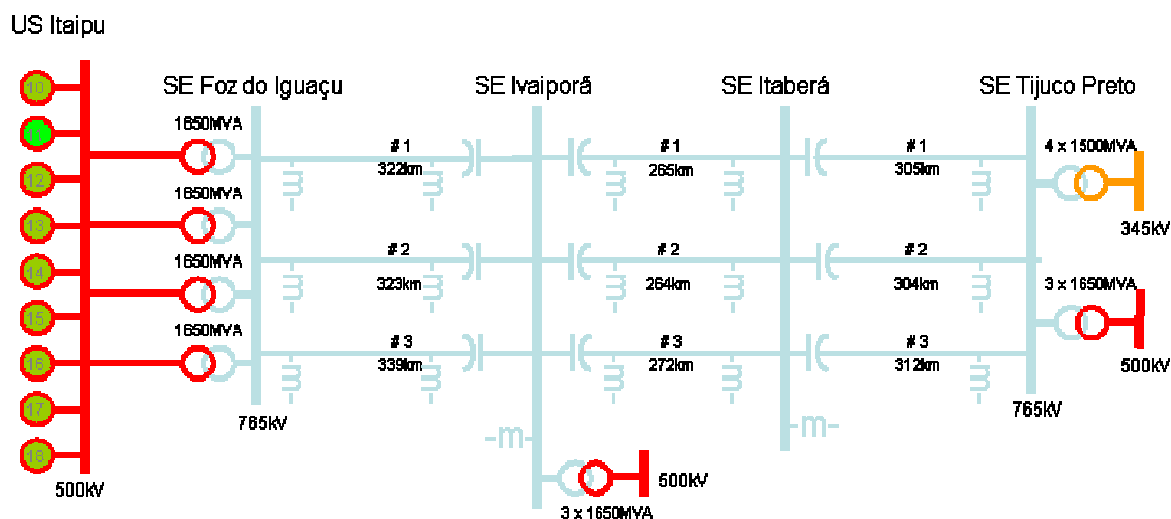 US Itaipu
SE Foz do Iguaçu
SE Ivaiporã
SE Itaberá
SE Tijuco Preto
10
11
12
13
14
15
16
17
18
500kV
1650MVA
1650MVA
1650MVA
1650MVA
765kV
# 1
322km
# 2
323km
# 3
339km
# 1
265km
# 2
264km
# 3
272km
# 1
305km
# 2
304km
# 3
312km
-m-
-m-
3 x 1650MVA
500kV
4 x 1500MVA
345kV
3 x 1650MVA
500kV
765kV